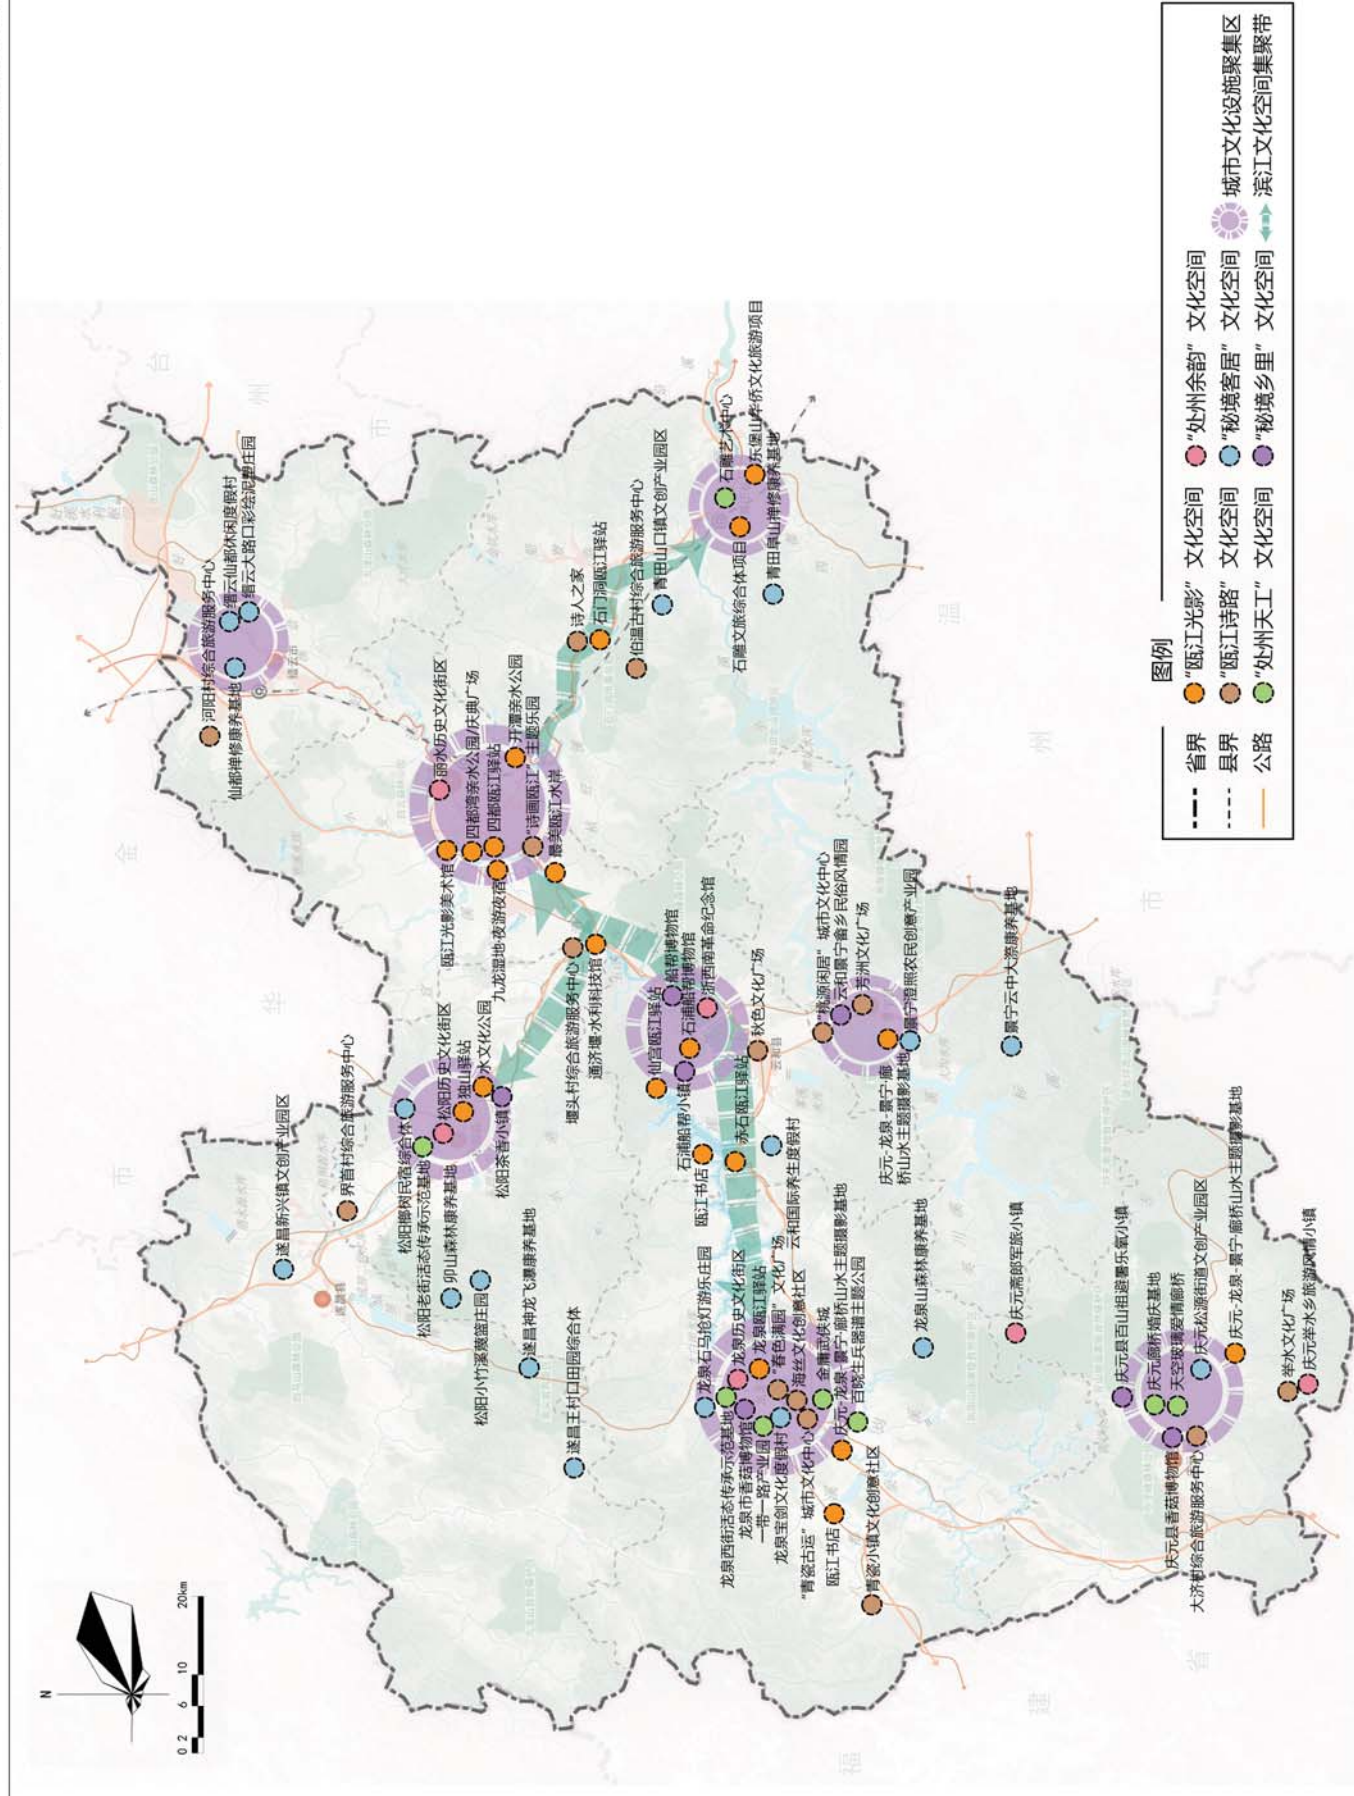 N
0 2 6 10 20km
台
州
市
金
华
市
温
州
市
福
建
省
河阳村综合旅游服务中心
缙云仙都休闲度假村
缙云大路口彩绘泥塑庄园
仙都禅修康养基地
缙云市
丽水历史文化街区
四都湾亲水公园/庆典广场
四都瓯江驿站
开潭亲水公园
“诗画瓯江”主题乐园
最美瓯江水岸
瓯江光影美术馆
九龙湿地·夜游夜宿
诗人之家
石门洞瓯江驿站
伯温古村综合旅游服务中心
青田山口镇文创产业园区
石雕艺术中心
东堡山华侨文化旅游项目
石雕文旅综合体项目
青田阜山禅修康养基地
遂昌新兴镇文创产业园区
界首村综合旅游服务中心
遂昌县
松阳榔树民宿综合体
松阳老街活态传承示范基地
松阳历史文化街区
独山驿站
水文化公园
松阳茶香小镇
卯山森林康养基地
松阳小竹溪薇篮庄园
遂昌神龙飞瀑康养基地
遂昌王村口田园综合体
堰头村综合旅游服务中心
通济堰·水利科技馆
仙宫瓯江驿站
船帮博物馆
石浦船帮博物馆
浙西南革命纪念馆
石浦船帮小镇
秋色文化广场
云和县
瓯江书店
赤石瓯江驿站
云和国际养生度假村
“桃源闲居”城市文化中心
云和景宁畲乡民俗风情园
芳洲文化广场
景宁澄照农民创意产业园
庆元-龙泉-景宁·廊
桥山水主题摄影基地
景宁云中大漈康养基地
龙泉石马抢灯游乐庄园
龙泉历史文化街区
龙泉瓯江驿站
“春色满园”文化广场
海丝文化创意社区
金庸武侠城
庆元-龙泉-景宁·廊桥山水主题摄影基地
百晓生兵器谱主题公园
龙泉西街活态传承示范基地
龙泉市香菇博物馆
一带一路产业园
龙泉宝剑文化度假村
“青瓷古运”城市文化中心
瓯江书店
青瓷小镇文化创意社区
龙泉山森林康养基地
庆元斋郎军旅小镇
庆元县百山祖避暑乐氧小镇
庆元廊桥婚庆基地
天空玻璃爱情廊桥
庆元松源街道文创产业园区
庆元-龙泉-景宁·廊桥山水主题摄影基地
庆元县香菇博物馆
大济村综合旅游服务中心
举水文化广场
庆元举水乡旅游风情小镇
图例
省界
县界
公路
“瓯江光影”文化空间
“瓯江诗路”文化空间
“处州天工”文化空间
“处州余韵”文化空间
“秘境客居”文化空间
“秘境乡里”文化空间
城市文化设施聚集区
滨江文化空间集聚带